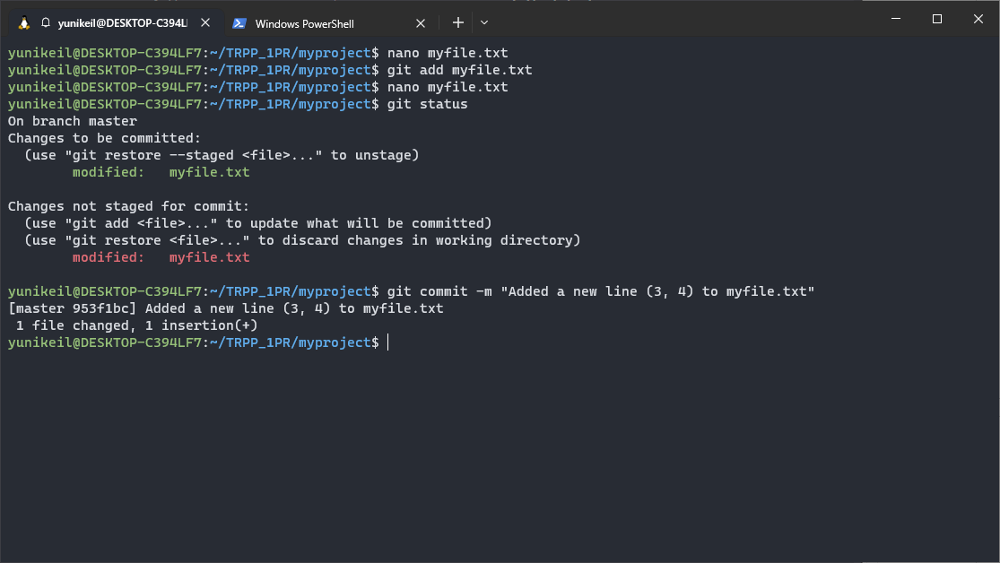 yunikeil@DESKTOP-C394L
Windows PowerShell
yunikeil@DESKTOP-C394LF7:~/TRPP_1PR/myproject$ nano myfile.txt
yunikeil@DESKTOP-C394LF7:~/TRPP_1PR/myproject$ git add myfile.txt
yunikeil@DESKTOP-C394LF7:~/TRPP_1PR/myproject$ nano myfile.txt
yunikeil@DESKTOP-C394LF7:~/TRPP_1PR/myproject$ git status
On branch master
Changes to be committed:
  (use "git restore --staged <file>..." to unstage)
        modified:   myfile.txt

Changes not staged for commit:
  (use "git add <file>..." to update what will be committed)
  (use "git restore <file>..." to discard changes in working directory)
        modified:   myfile.txt

yunikeil@DESKTOP-C394LF7:~/TRPP_1PR/myproject$ git commit -m "Added a new line (3, 4) to myfile.txt"
[master 953f1bc] Added a new line (3, 4) to myfile.txt
 1 file changed, 1 insertion(+)
yunikeil@DESKTOP-C394LF7:~/TRPP_1PR/myproject$